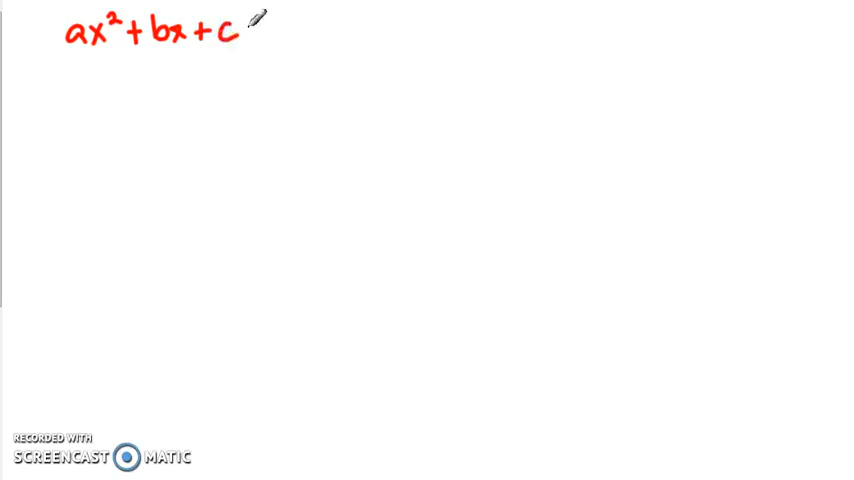 ax² + bx + c
RECORDED WITH
SCREENCAST MATIC